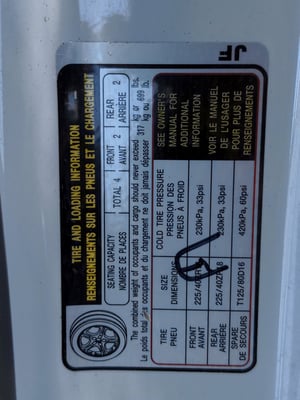 JF
TIRE AND LOADING INFORMATION
RENSEIGNEMENTS SUR LES PNEUS ET LE CHARGEMENT
SEATING CAPACITY
NOMBRE DE PLACES
TOTAL 4
FRONT
AVANT 2
REAR
ARRIÈRE 2
The combined weight of occupants and cargo should never exceed 317 kg or 699 lbs.
Le poids total des occupants et du chargement ne doit jamais dépasser 317 kg ou 699 lb.
TIRE
PNEU
SIZE
DIMENSIONS
COLD TIRE PRESSURE
PRESSION DES
PNEUS À FROID
FRONT
AVANT
225/40
230kPa, 33psi
REAR
ARRIÈRE
225/40
230kPa, 33psi
SPARE
DE SECOURS
T125/80D16
420kPa, 60psi
SEE OWNER'S
MANUAL FOR
ADDITIONAL
INFORMATION
VOIR LE MANUEL
DE L'USAGER
POUR PLUS DE
RENSEIGNEMENTS